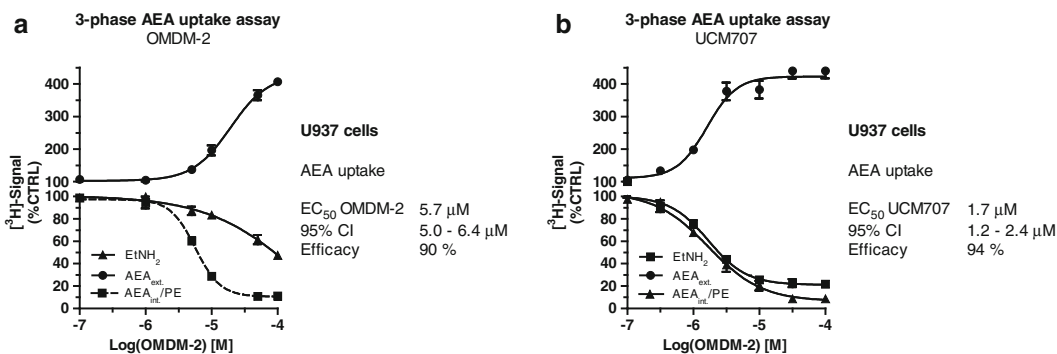 a
3-phase AEA uptake assay
OMDM-2
[³H]-Signal
(%CTRL)
400
300
200
100
100
80
60
40
20
0
EtNH₂
AEAext.
AEAint./PE
-7 -6 -5 -4
Log(OMDM-2) [M]
U937 cells
AEA uptake
EC₅₀ OMDM-2 5.7 µM
95% CI 5.0 - 6.4 µM
Efficacy 90 %
b
3-phase AEA uptake assay
UCM707
[³H]-Signal
(%CTRL)
400
300
200
100
100
80
60
40
20
0
EtNH₂
AEAext.
AEAint./PE
-7 -6 -5 -4
Log(OMDM-2) [M]
U937 cells
AEA uptake
EC₅₀ UCM707 1.7 µM
95% CI 1.2 - 2.4 µM
Efficacy 94 %